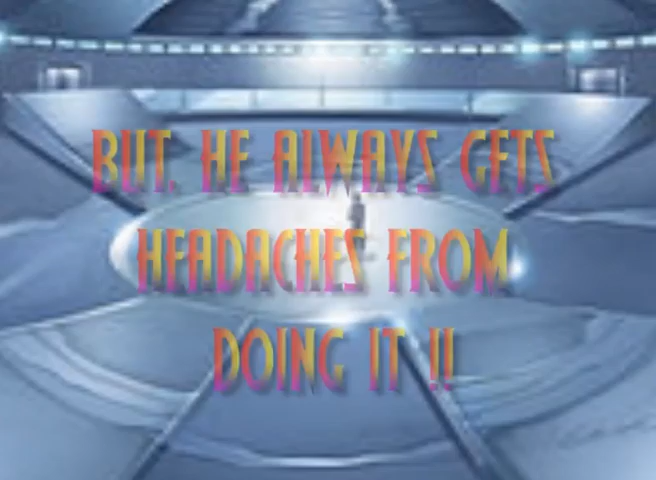 BUT, HE ALWAYS GETS
HEADACHES FROM
DOING IT !!